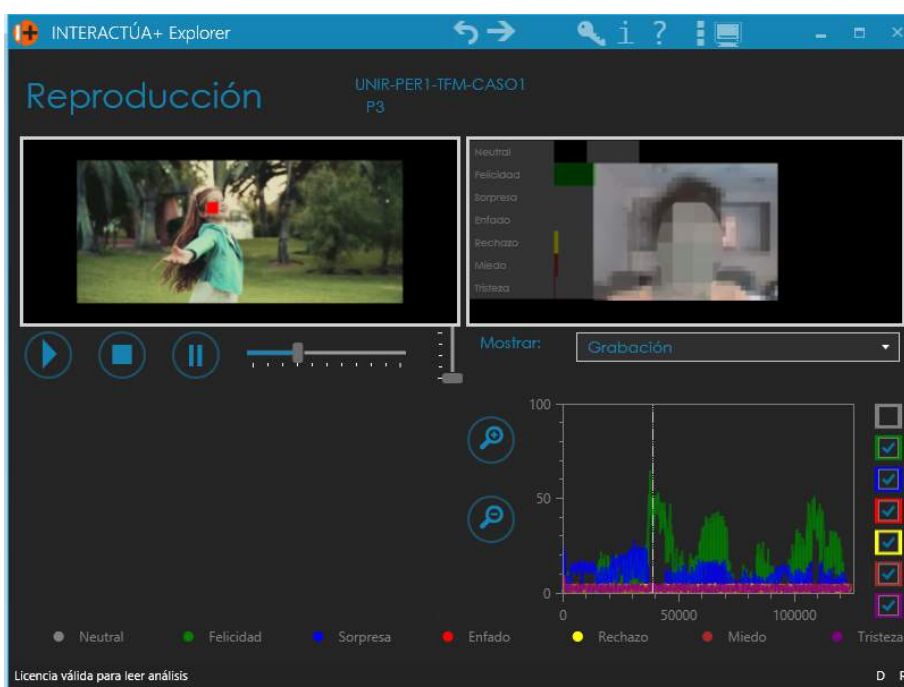 INTERACTÚA+ Explorer
Reproducción
UNIR-PER1-TFM-CASO1
P3
Neutral
Felicidad
Sorpresa
Enfado
Rechazo
Miedo
Tristeza
Mostrar:
Grabación
100
50
0
0 50000 100000
Neutral Felicidad Sorpresa Enfado Rechazo Miedo Tristeza
Licencia válida para leer análisis
D